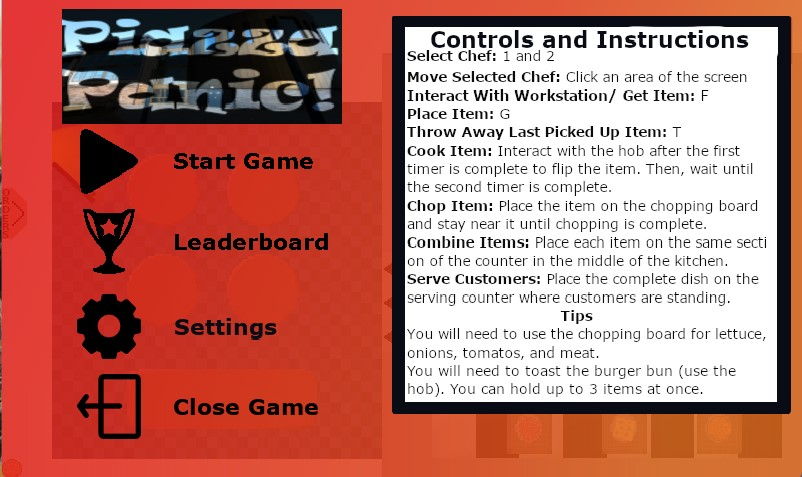 Piazza
Panic!
Start Game
Leaderboard
Settings
Close Game
Controls and Instructions
Select Chef: 1 and 2
Move Selected Chef: Click an area of the screen
Interact With Workstation/ Get Item: F
Place Item: G
Throw Away Last Picked Up Item: T
Cook Item: Interact with the hob after the first
timer is complete to flip the item. Then, wait until
the second timer is complete.
Chop Item: Place the item on the chopping board
and stay near it until chopping is complete.
Combine Items: Place each item on the same secti
on of the counter in the middle of the kitchen.
Serve Customers: Place the complete dish on the
serving counter where customers are standing.
Tips
You will need to use the chopping board for lettuce,
onions, tomatos, and meat.
You will need to toast the burger bun (use the
hob). You can hold up to 3 items at once.